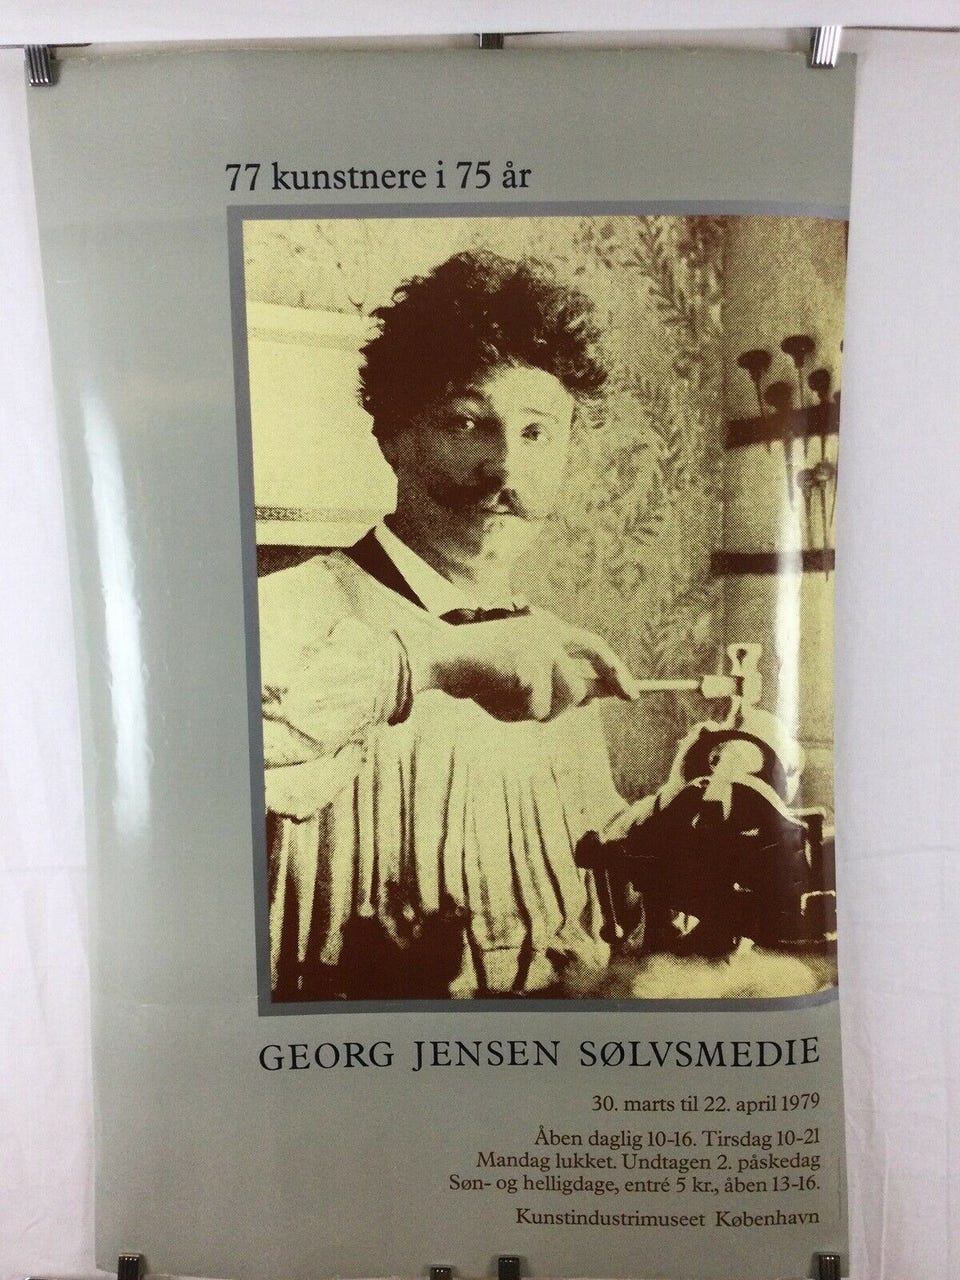 77 kunstnere i 75 år
GEORG JENSEN SØLVSMEDIE
30. marts til 22. april 1979
Åben daglig 10-16. Tirsdag 10-21
Mandag lukket. Undtagen 2. påskedag
Søn- og helligdage, entré 5 kr., åben 13-16.
Kunstindustrimuseet København